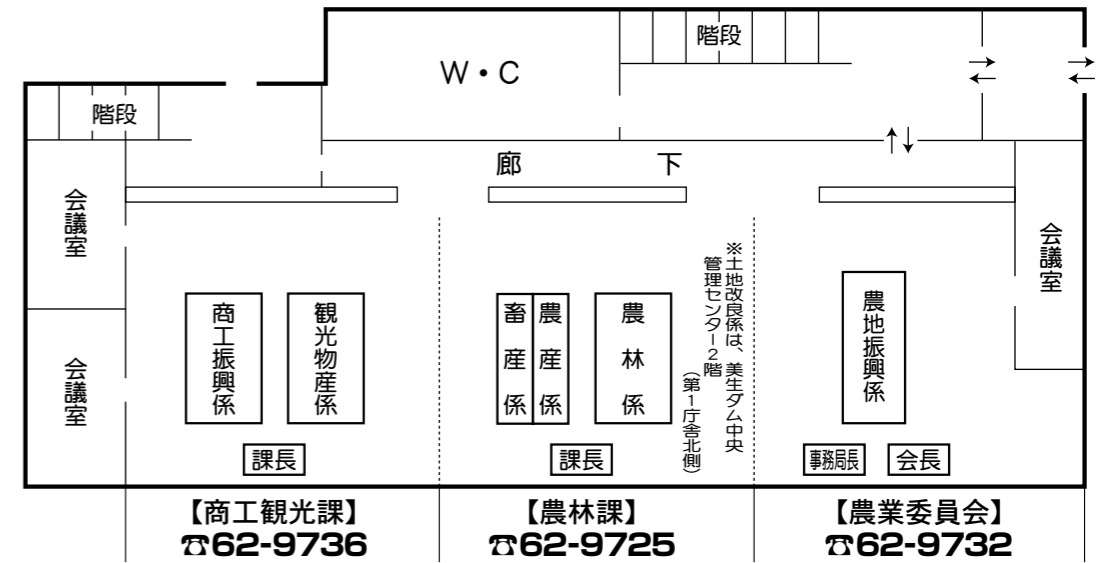 階段
W・C
階段
→
←
→
←
↑↓
廊下
会議室
会議室
商工振興係
観光物産係
課長
畜産係
農産係
農林係
課長
※土地改良係は、美生ダム中央
管理センター2階
(第1庁舎北側)
農地振興係
事務局長
会長
会議室
【商工観光課】
☎62-9736
【農林課】
☎62-9725
【農業委員会】
☎62-9732